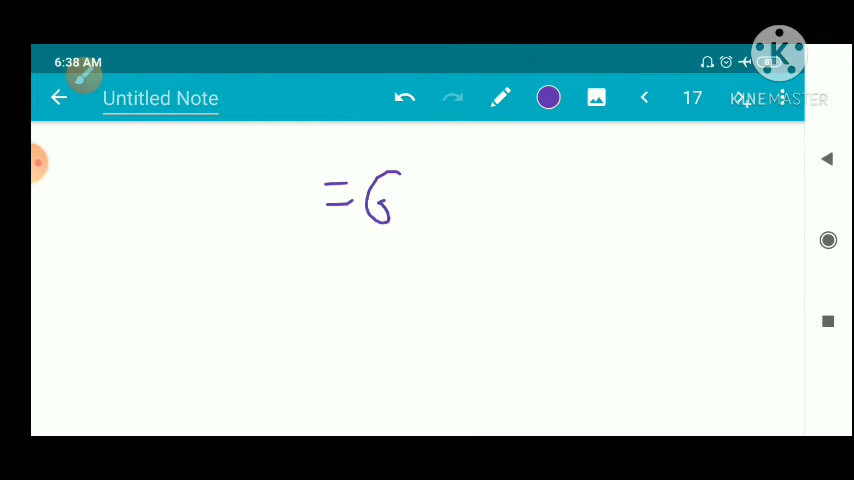 6:38 AM
Untitled Note
17
KINEMASTER
= 6